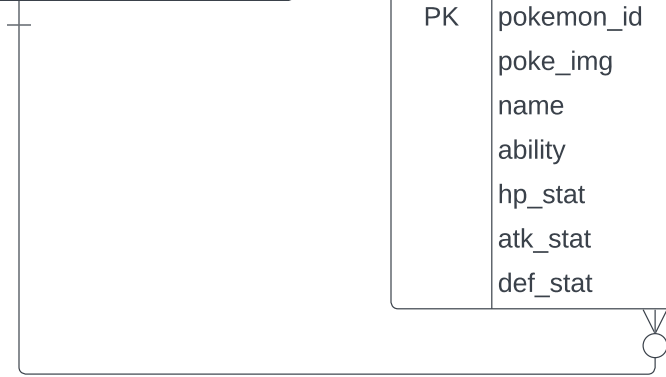 PK pokemon_id
poke_img
name
ability
hp_stat
atk_stat
def_stat